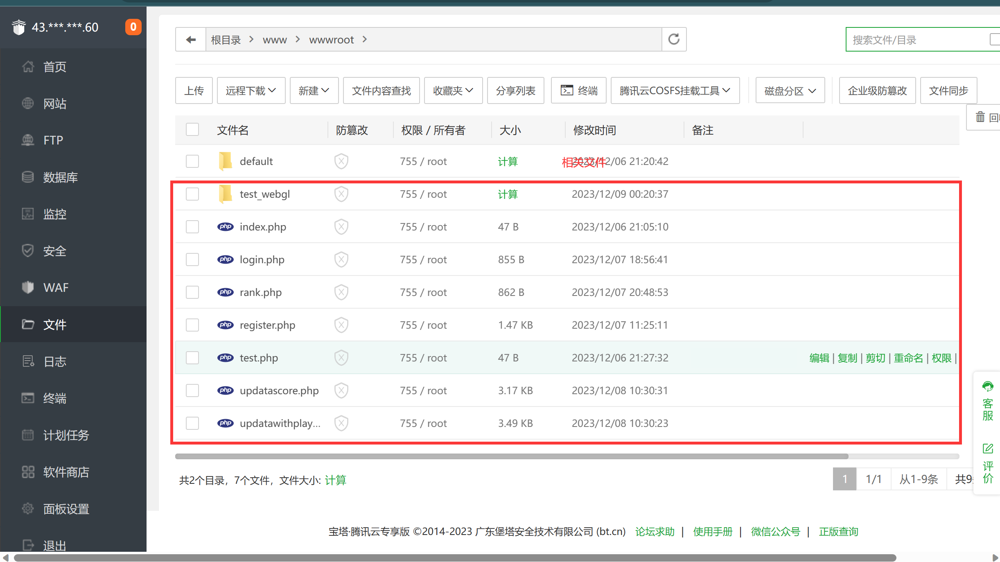 43.***.***.60
0
首页
网站
FTP
数据库
监控
安全
WAF
文件
日志
终端
计划任务
软件商店
面板设置
退出
根目录 > www > wwwroot >
搜索文件/目录
上传 远程下载 新建 文件内容查找 收藏夹 分享列表 终端 腾讯云COSFS挂载工具 磁盘分区 企业级防篡改 文件同步
文件名 防篡改 权限 / 所有者 大小 修改时间 备注
default 755 / root 计算 2023/12/06 21:20:42
相关文件
test_webgl 755 / root 计算 2023/12/09 00:20:37
php index.php 755 / root 47 B 2023/12/06 21:05:10
php login.php 755 / root 855 B 2023/12/07 18:56:41
php rank.php 755 / root 862 B 2023/12/07 20:48:53
php register.php 755 / root 1.47 KB 2023/12/07 11:25:11
php test.php 755 / root 47 B 2023/12/06 21:27:32 编辑 | 复制 | 剪切 | 重命名 | 权限 |
php updatascore.php 755 / root 3.17 KB 2023/12/08 10:30:31
php updatawithplay... 755 / root 3.49 KB 2023/12/08 10:30:23
共2个目录，7个文件，文件大小: 计算
1 1/1 从1-9条 共9
客服
评价
宝塔·腾讯云专享版 ©2014-2023 广东堡塔安全技术有限公司 (bt.cn) 论坛求助 | 使用手册 | 微信公众号 | 正版查询